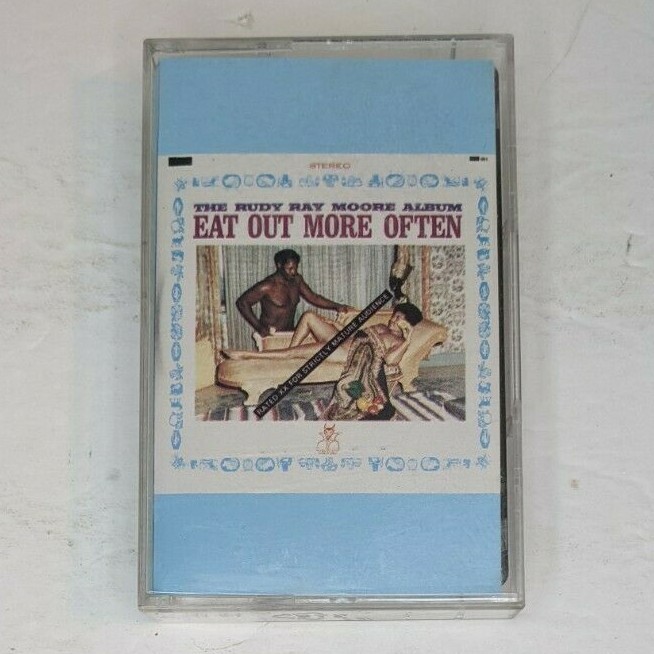 STEREO
THE RUDY RAY MOORE ALBUM
EAT OUT MORE OFTEN
RATED XX FOR STRICTLY MATURE AUDIENCE